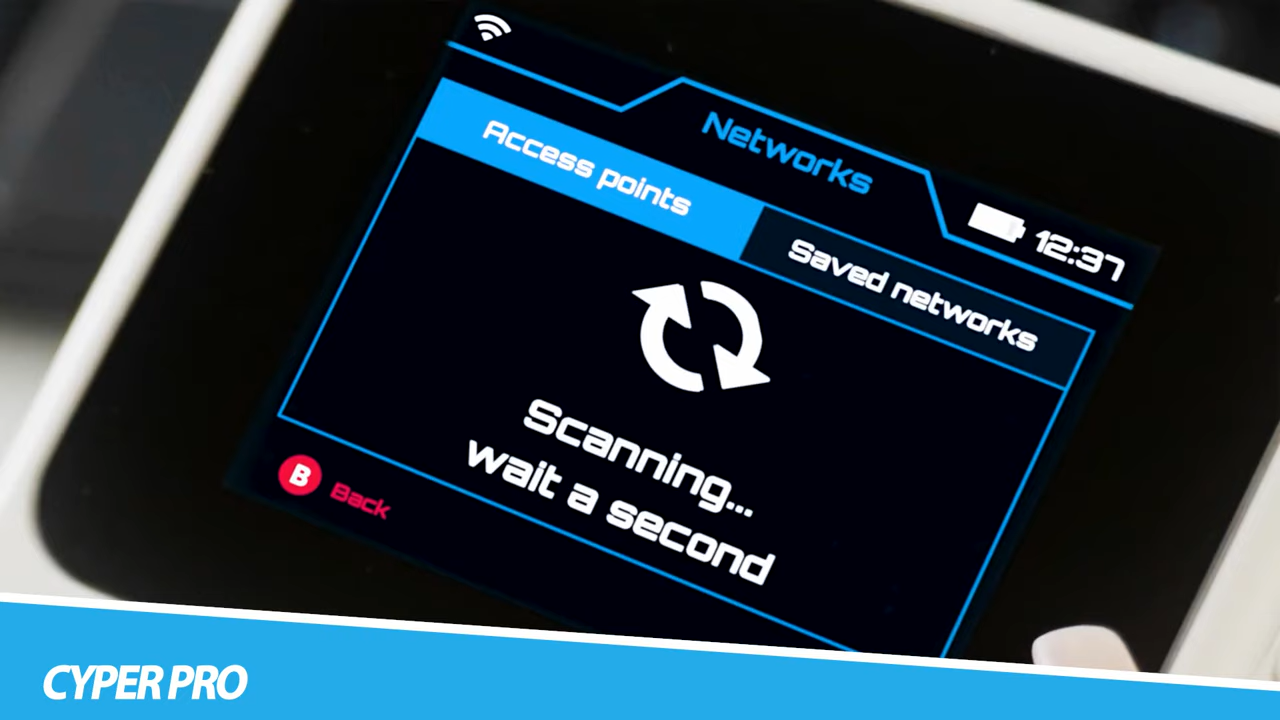 Networks
12:37
Access points
Saved networks
Scanning...
wait a second
B Back
CYPER PRO